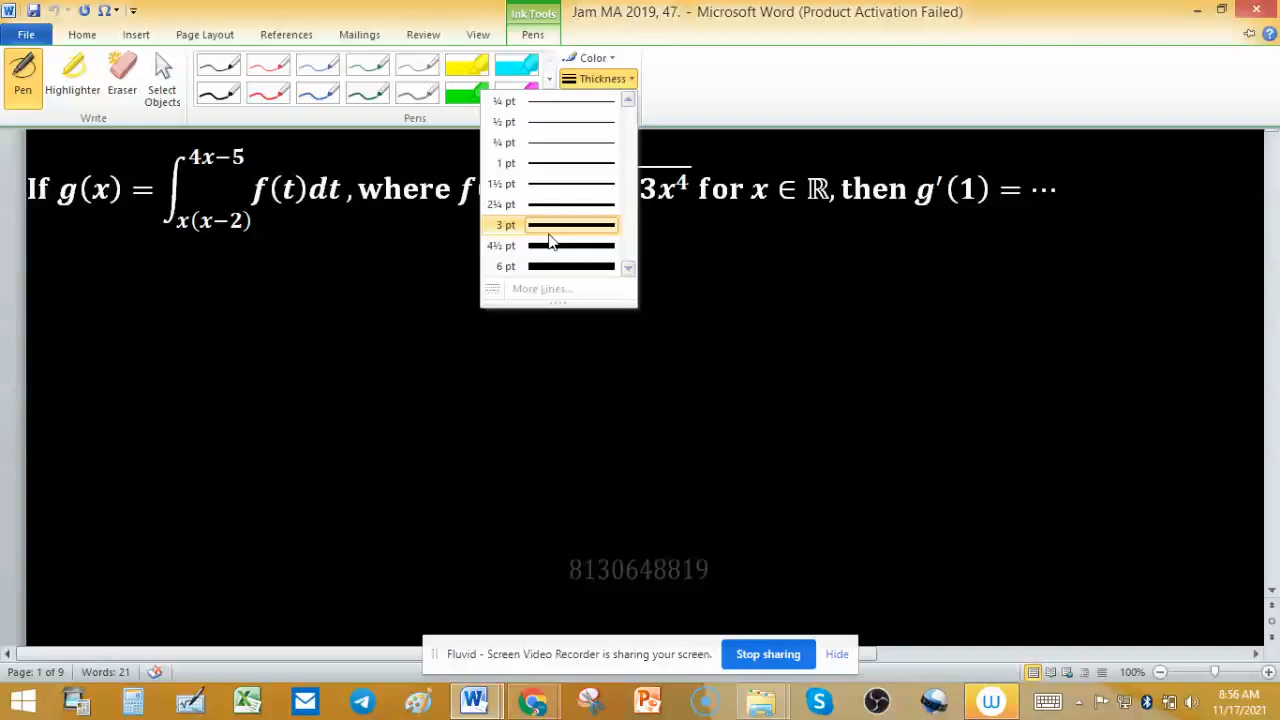 Ink Tools
Jam MA 2019, 47. - Microsoft Word (Product Activation Failed)
File Home Insert Page Layout References Mailings Review View Pens
Pen Highlighter Eraser Select Objects
Color
Thickness
Write Pens
¼ pt
½ pt
¾ pt
1 pt
1½ pt
2¼ pt
3 pt
4½ pt
6 pt
More Lines...
If g(x) = ∫_{x(x−2)}^{4x−5} f(t)dt , where f 3x⁴ for x ∈ ℝ, then g′(1) = ⋯
8130648819
Fluvid - Screen Video Recorder is sharing your screen. Stop sharing Hide
Page: 1 of 9 Words: 21 100%
8:56 AM
11/17/2021